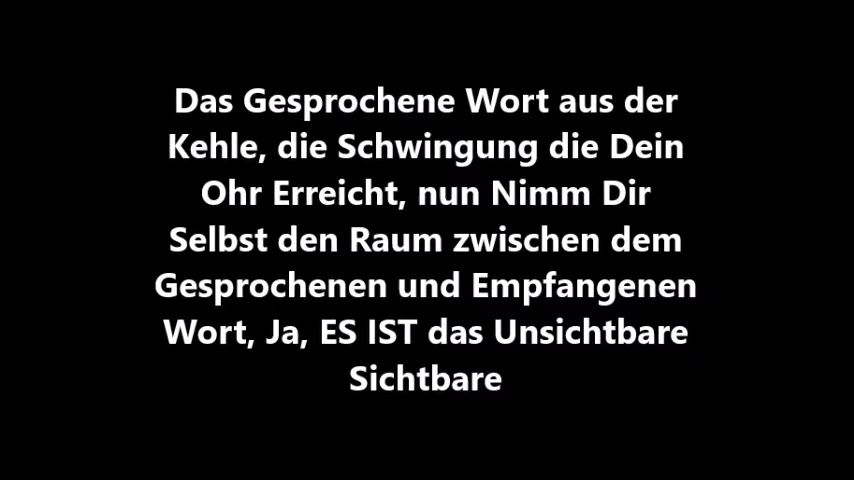 Das Gesprochene Wort aus der
Kehle, die Schwingung die Dein
Ohr Erreicht, nun Nimm Dir
Selbst den Raum zwischen dem
Gesprochenen und Empfangenen
Wort, Ja, ES IST das Unsichtbare
Sichtbare